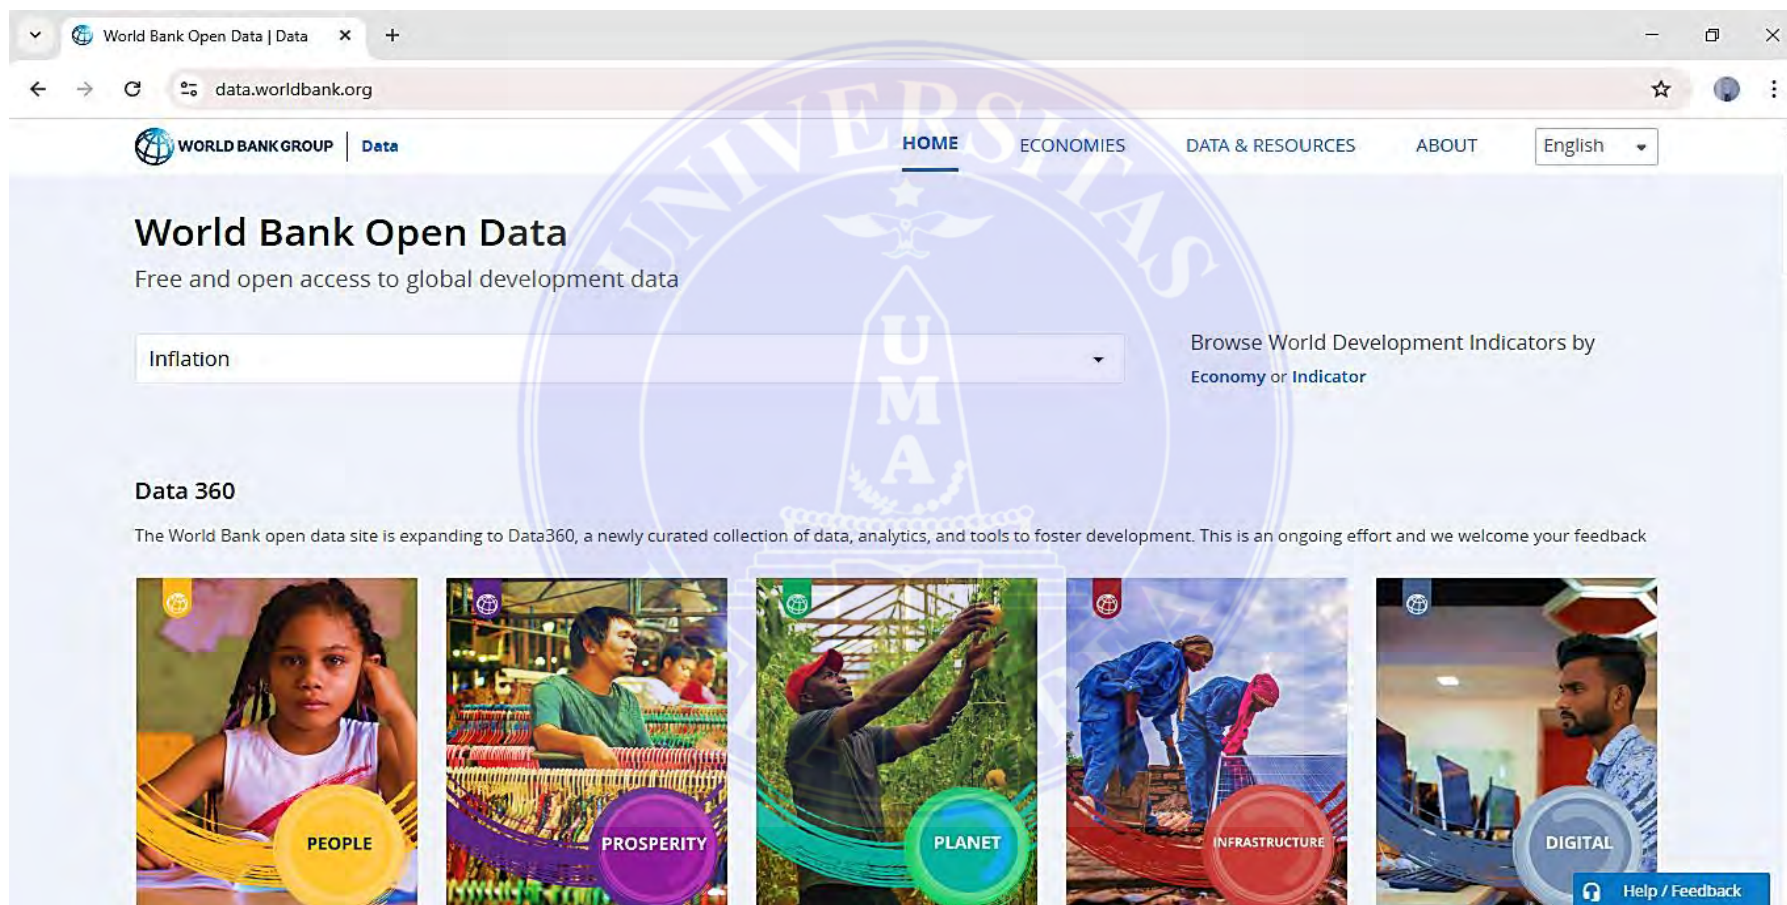 World Bank Open Data | Data
data.worldbank.org
WORLD BANK GROUP | Data
HOME ECONOMIES DATA & RESOURCES ABOUT English
World Bank Open Data
Free and open access to global development data
Inflation
Browse World Development Indicators by
Economy or Indicator
Data 360
The World Bank open data site is expanding to Data360, a newly curated collection of data, analytics, and tools to foster development. This is an ongoing effort and we welcome your feedback
PEOPLE PROSPERITY PLANET INFRASTRUCTURE DIGITAL
Help / Feedback
UNIVERSITAS
UMA